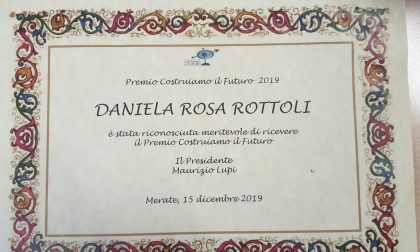 Premio Costruiamo il Futuro 2019
DANIELA ROSA ROTTOLI
è stata riconosciuta meritevole di ricevere
il Premio Costruiamo il Futuro
Il Presidente
Maurizio Lupi
Merate, 15 dicembre 2019